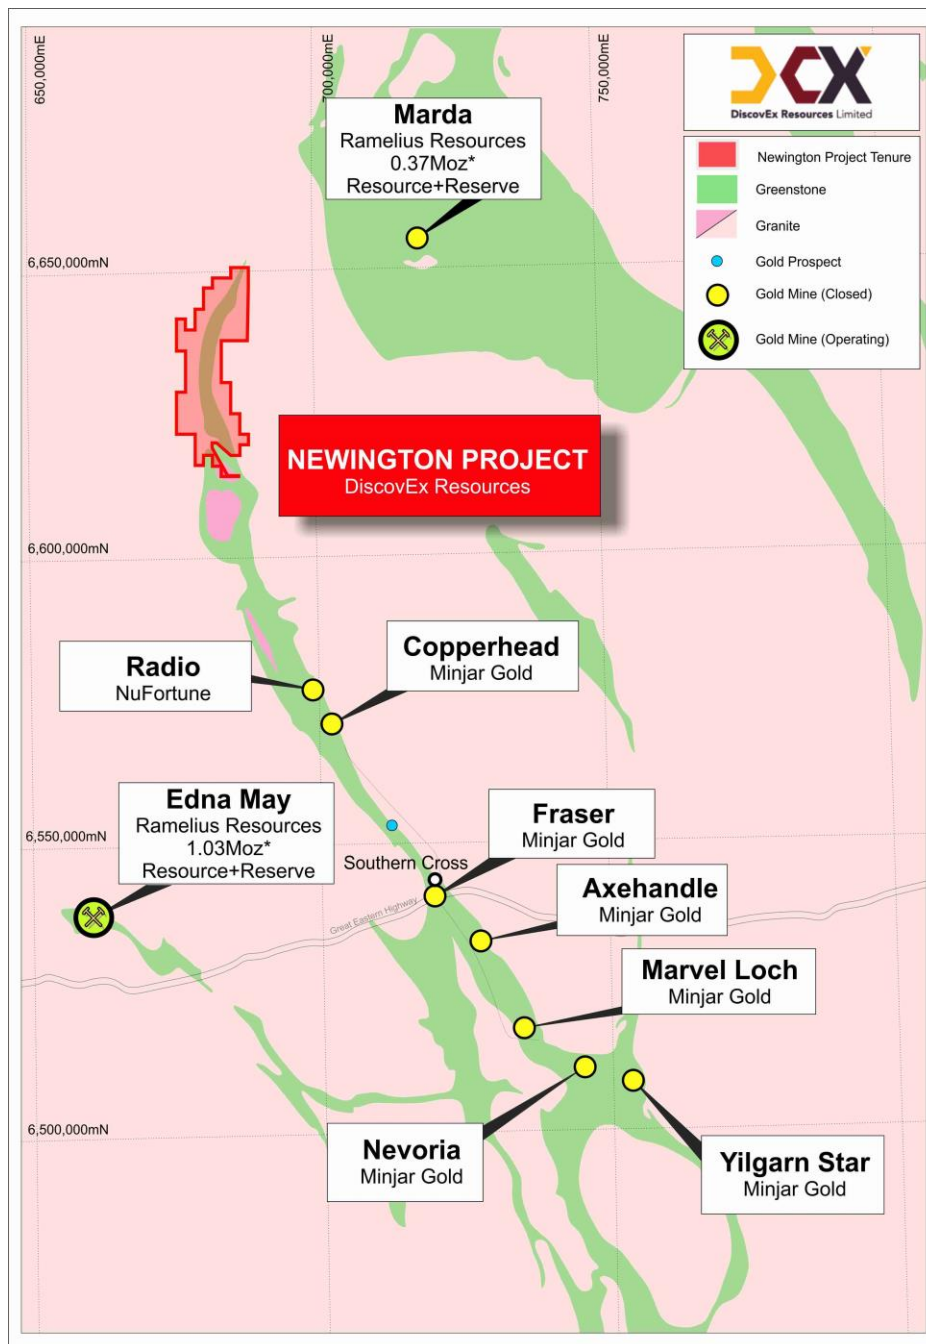 650,000mE
700,000mE
750,000mE
DCX
DiscovEx Resources Limited
Marda
Ramelius Resources
0.37Moz*
Resource+Reserve
Newington Project Tenure
Greenstone
Granite
Gold Prospect
Gold Mine (Closed)
Gold Mine (Operating)
6,650,000mN
NEWINGTON PROJECT
DiscovEx Resources
6,600,000mN
Copperhead
Minjar Gold
Radio
NuFortune
Edna May
Ramelius Resources
1.03Moz*
Resource+Reserve
Fraser
Minjar Gold
6,550,000mN
Southern Cross
Axehandle
Minjar Gold
Great Eastern Highway
Marvel Loch
Minjar Gold
6,500,000mN
Nevoria
Minjar Gold
Yilgarn Star
Minjar Gold